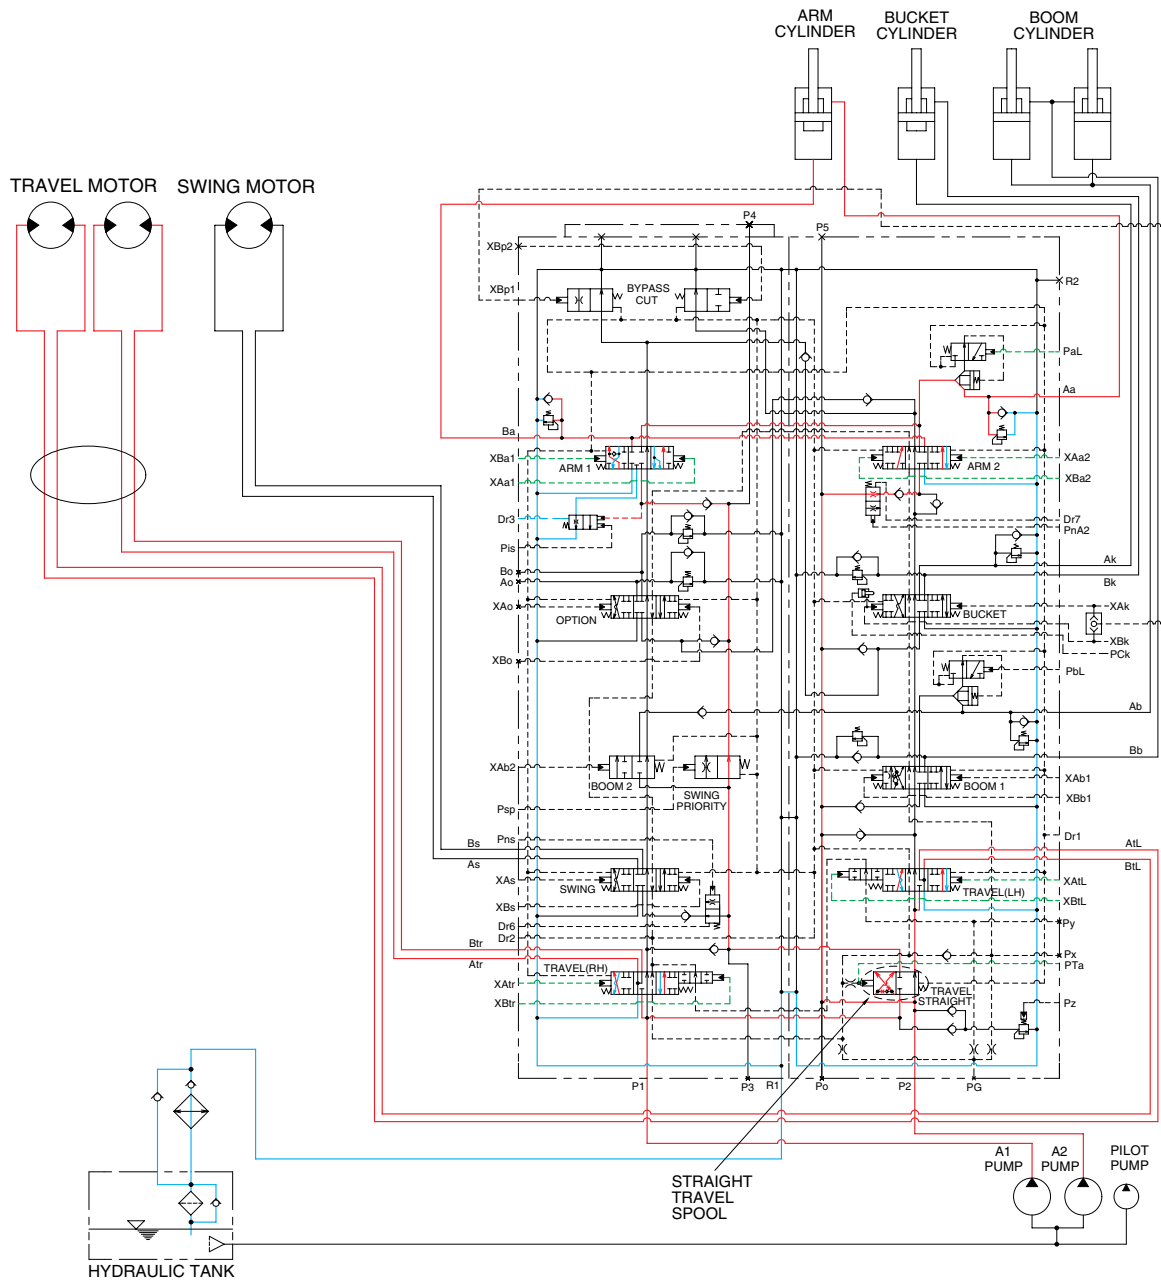 ARM
CYLINDER
BUCKET
CYLINDER
BOOM
CYLINDER
TRAVEL MOTOR
SWING MOTOR
P4
P5
XBp2
R2
XBp1
BYPASS
CUT
PaL
Aa
Ba
XBa1
ARM 1
XAa1
XAa2
ARM 2
XBa2
Dr3
Dr7
PnA2
Pis
Ak
Bo
Ao
Bk
XAo
OPTION
BUCKET
XAk
XBk
PCk
XBo
PbL
Ab
Bb
XAb2
BOOM 2
SWING
PRIORITY
XAb1
BOOM 1
XBb1
Psp
Pns
Dr1
Bs
As
AtL
BtL
XAs
SWING
XBs
XAtL
TRAVEL(LH)
XBtL
Dr6
Dr2
Py
Btr
Atr
Px
PTa
TRAVEL(RH)
XAtr
XBtr
TRAVEL
STRAIGHT
Pz
P1
P3
R1
Po
P2
PG
STRAIGHT
TRAVEL
SPOOL
A1
PUMP
A2
PUMP
PILOT
PUMP
HYDRAULIC TANK